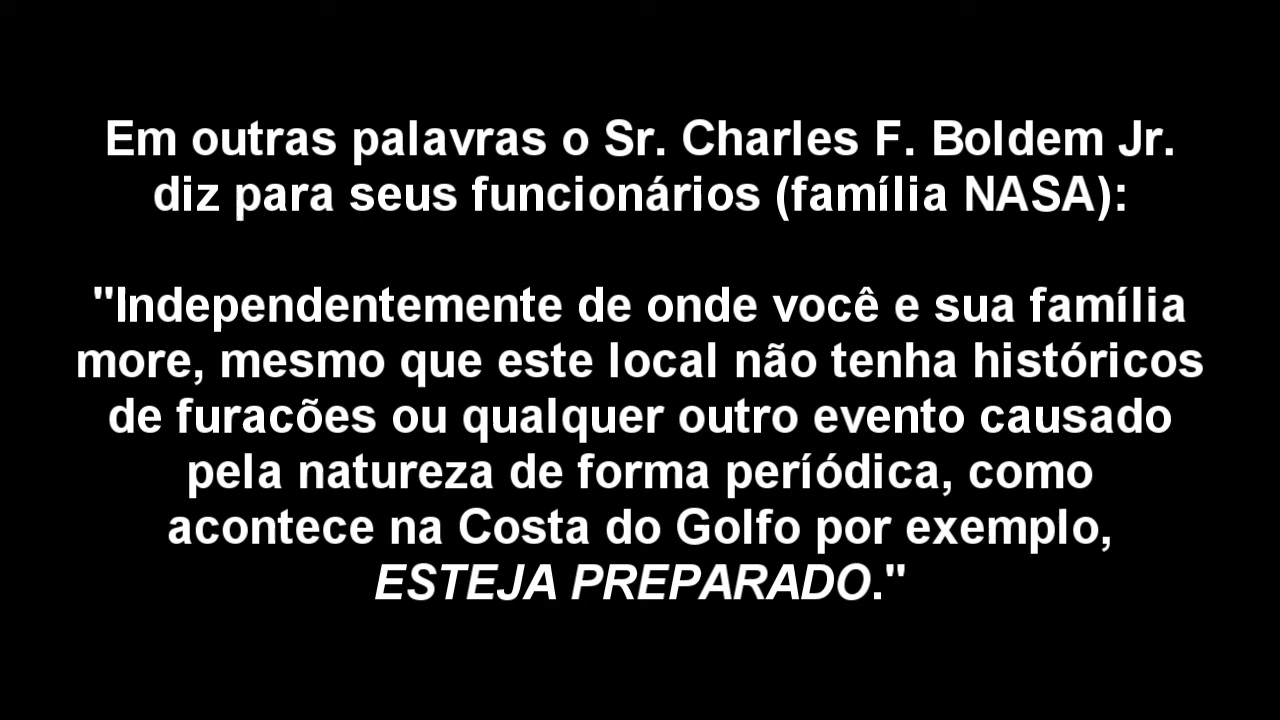 Em outras palavras o Sr. Charles F. Boldem Jr.
diz para seus funcionários (família NASA):
"Independentemente de onde você e sua família
more, mesmo que este local não tenha históricos
de furacões ou qualquer outro evento causado
pela natureza de forma períódica, como
acontece na Costa do Golfo por exemplo,
ESTEJA PREPARADO."